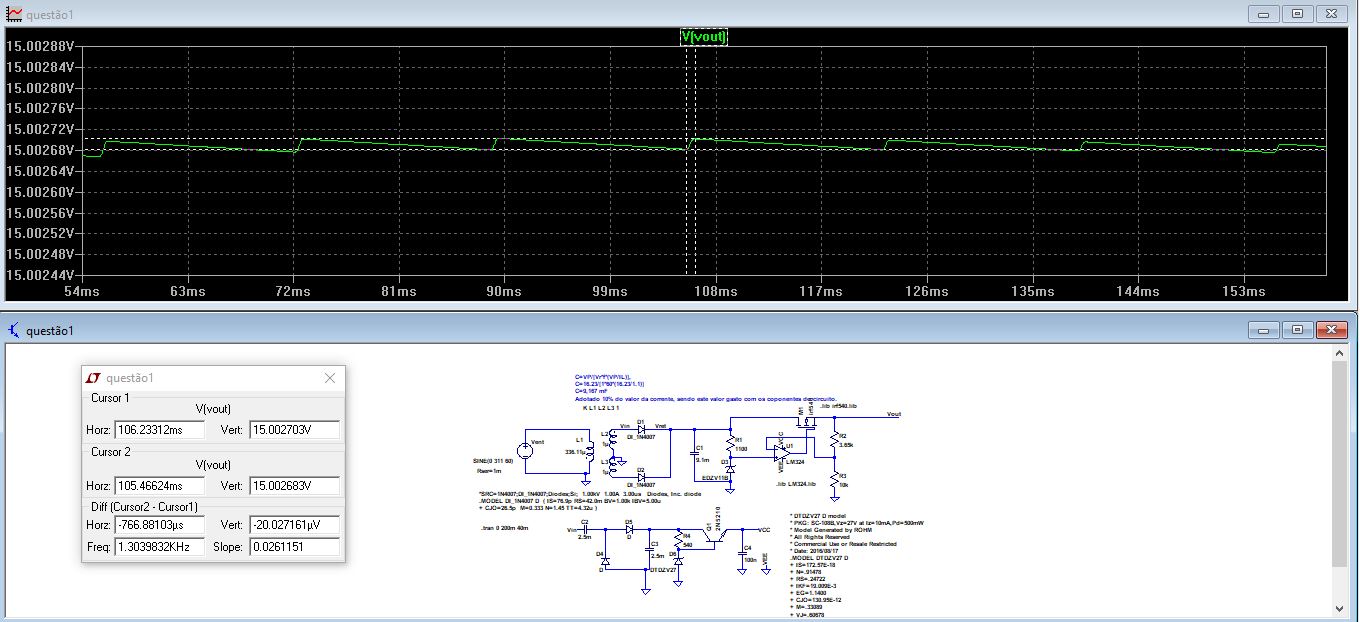 questão1
V(vout)
15.00288V
15.00284V
15.00280V
15.00276V
15.00272V
15.00268V
15.00264V
15.00260V
15.00256V
15.00252V
15.00248V
15.00244V
54ms 63ms 72ms 81ms 90ms 99ms 108ms 117ms 126ms 135ms 144ms 153ms
questão1
questão1
Cursor 1
V(vout)
Horz: 106.23312ms Vert: 15.002703V
Cursor 2
V(vout)
Horz: 105.46624ms Vert: 15.002683V
Diff (Cursor2 - Cursor1)
Horz: -766.88103µs Vert: -20.027161µV
Freq: 1.3039832KHz Slope: 0.0261151
C=VP/[Vr*f*(VP/IL)],
C=16.23/[1*60*(16.23/1.1)]
C=9,167 mF
Adotado 10% do valor da corrente, sendo este valor gasto com os coponentes do circuito.
K L1 L2 L3 1
.lib irf540.lib
M1
Vout
Vin D1 Vret
DI_1N4007
L2
1µ
L1
336.11µ
Vent
SINE(0 311 60)
Rser=1m
L3
1µ
D2
DI_1N4007
C1
9.1m
R1
1100
D3
EDZV11B
VCC
U1
LM324
VEE
.lib LM324.lib
R2
3.65k
R3
10k
*SRC=1N4007;DI_1N4007;Diodes;Si; 1.00kV 1.00A 3.00us Diodes, Inc. diode
.MODEL DI_1N4007 D ( IS=76.9p RS=42.0m BV=1.00k IBV=5.00u
+ CJO=26.5p M=0.333 N=1.45 TT=4.32u )
.tran 0 200m 40m
Vin C2
2.5m
D5
D
D4
D
C3
2.5m
R4
540
D6
DTDZV27
Q1
2N5210
VCC
C4
100n
VEE
* DTDZV27 D model
* PKG: SC-108B,Vz=27V at Iz=10mA,Pd=500mW
* Model Generated by ROHM
* All Rights Reserved
* Commercial Use or Resale Restricted
* Date: 2016/08/17
.MODEL DTDZV27 D
+ IS=172.57E-18
+ N=.91478
+ RS=.24722
+ IKF=19.009E-3
+ EG=1.1400
+ CJO=130.95E-12
+ M=.33089
+ VJ=.60678